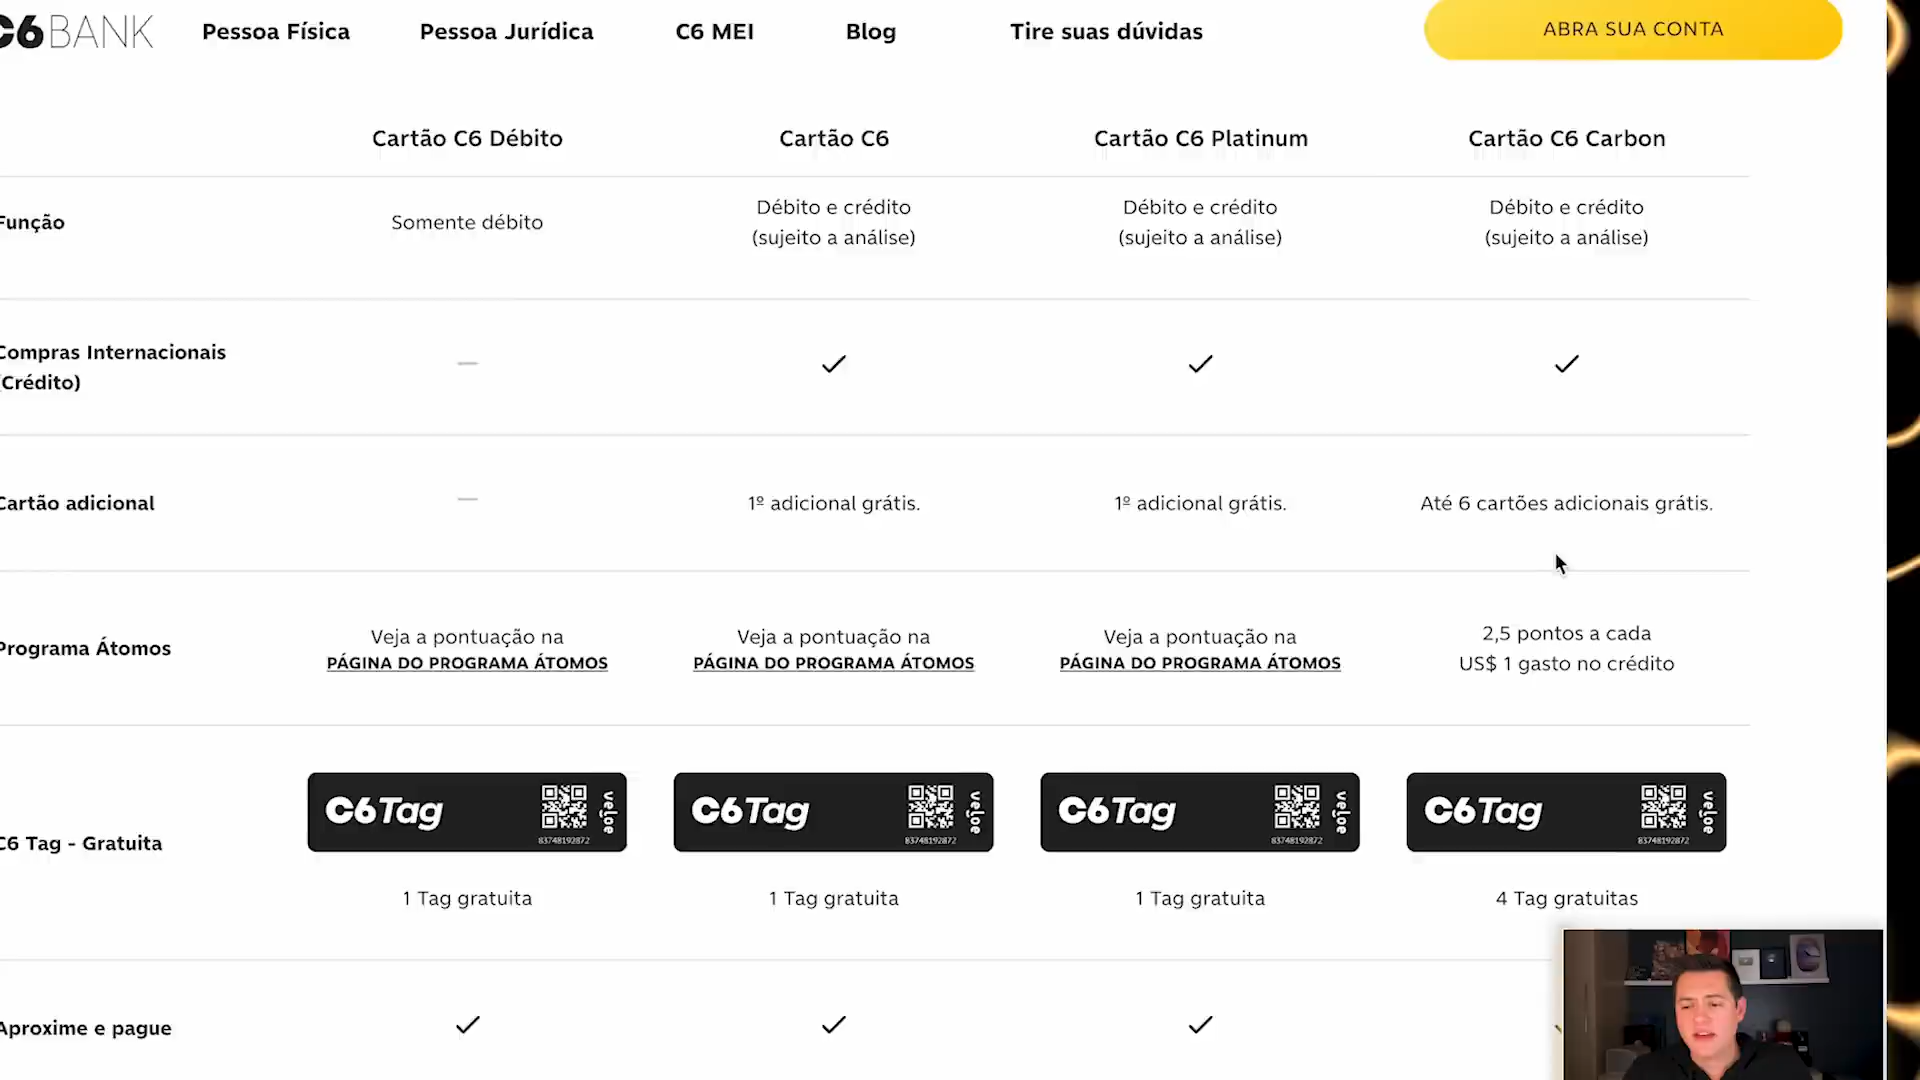 C6BANK
Pessoa Física
Pessoa Jurídica
C6 MEI
Blog
Tire suas dúvidas
ABRA SUA CONTA
Cartão C6 Débito
Cartão C6
Cartão C6 Platinum
Cartão C6 Carbon
Função
Somente débito
Débito e crédito
(sujeito a análise)
Débito e crédito
(sujeito a análise)
Débito e crédito
(sujeito a análise)
Compras Internacionais
(Crédito)
Cartão adicional
1º adicional grátis.
1º adicional grátis.
Até 6 cartões adicionais grátis.
Programa Átomos
Veja a pontuação na
PÁGINA DO PROGRAMA ÁTOMOS
Veja a pontuação na
PÁGINA DO PROGRAMA ÁTOMOS
Veja a pontuação na
PÁGINA DO PROGRAMA ÁTOMOS
2,5 pontos a cada
US$ 1 gasto no crédito
C6 Tag - Gratuita
C6Tag
veloe
83748192872
C6Tag
veloe
83748192872
C6Tag
veloe
83748192872
C6Tag
veloe
83748192872
1 Tag gratuita
1 Tag gratuita
1 Tag gratuita
4 Tag gratuitas
Aproxime e pague